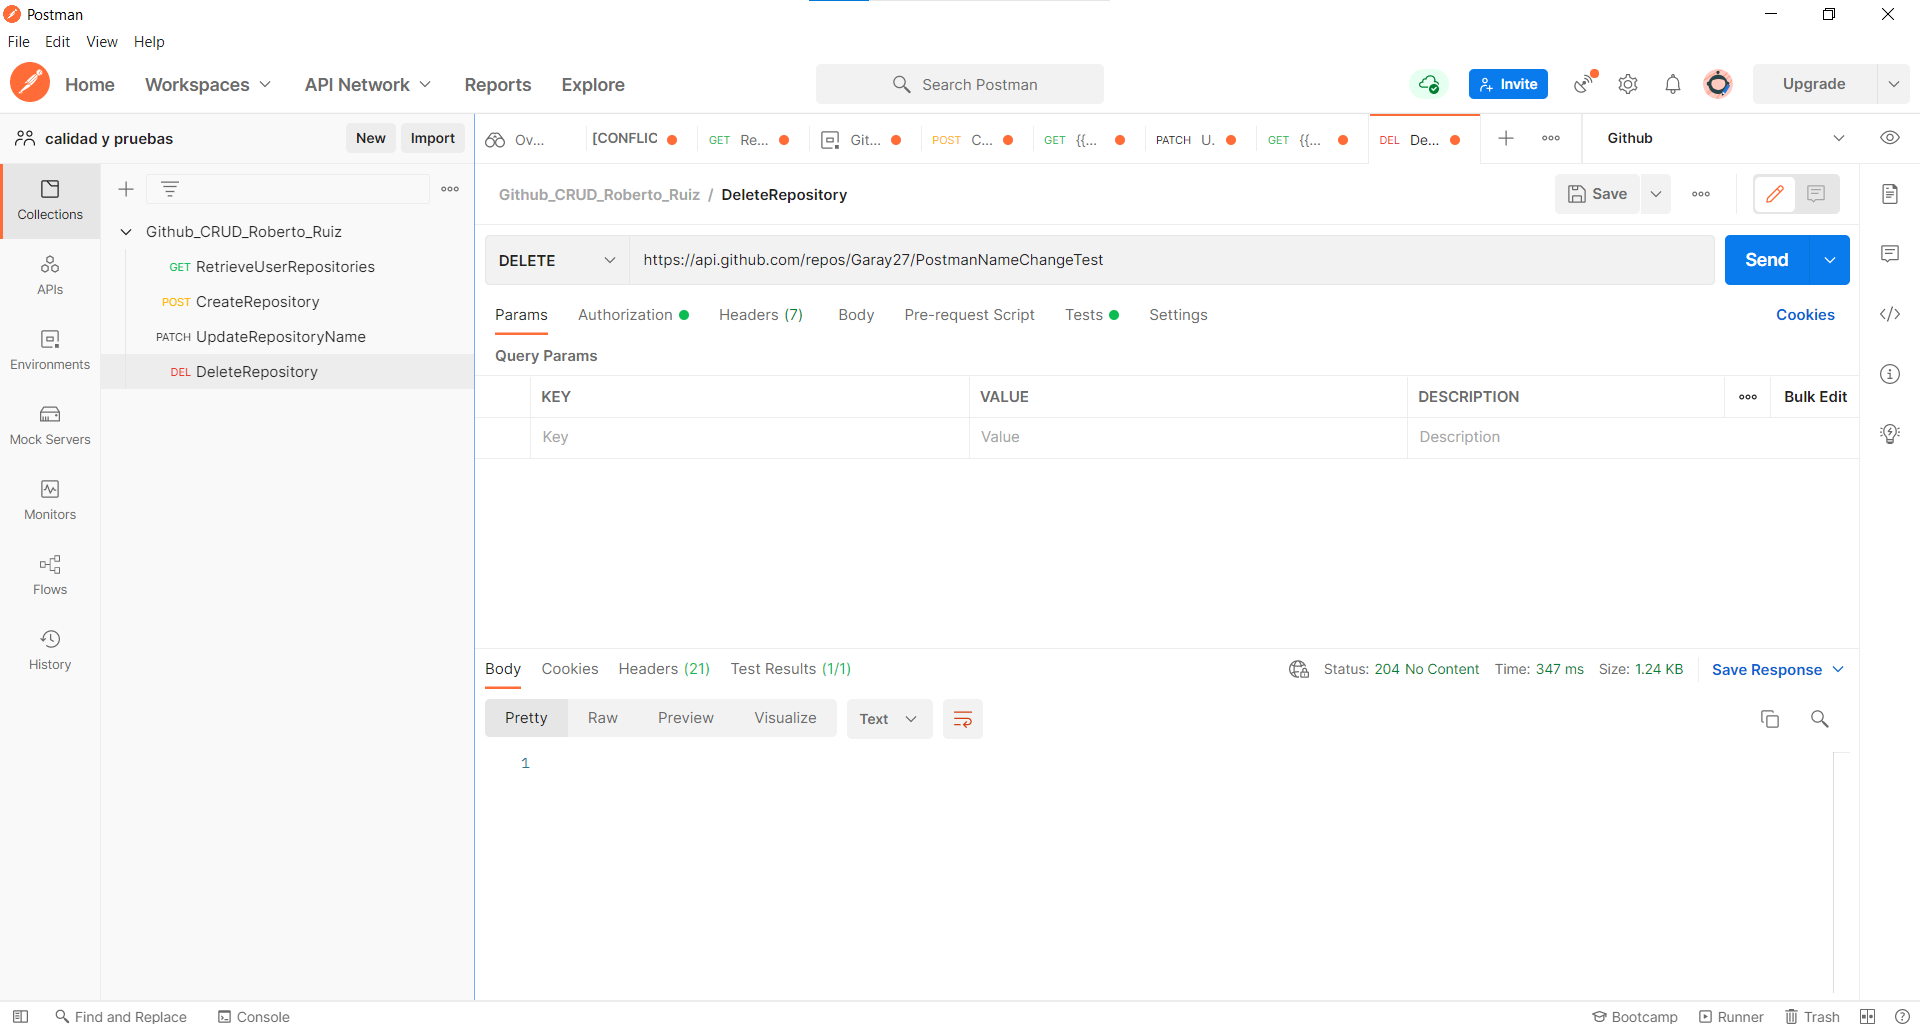 Postman
File Edit View Help
Home Workspaces API Network Reports Explore Search Postman Invite Upgrade
calidad y pruebas New Import
Ov... [CONFLIC GET Re... Git... POST C... GET {{... PATCH U. GET {{... DEL De... Github
Collections
APIs
Environments
Mock Servers
Monitors
Flows
History
Github_CRUD_Roberto_Ruiz
GET RetrieveUserRepositories
POST CreateRepository
PATCH UpdateRepositoryName
DEL DeleteRepository
Github_CRUD_Roberto_Ruiz / DeleteRepository Save
DELETE https://api.github.com/repos/Garay27/PostmanNameChangeTest Send
Params Authorization Headers (7) Body Pre-request Script Tests Settings Cookies
Query Params
KEY VALUE DESCRIPTION Bulk Edit
Key Value Description
Body Cookies Headers (21) Test Results (1/1) Status: 204 No Content Time: 347 ms Size: 1.24 KB Save Response
Pretty Raw Preview Visualize Text
1
Find and Replace Console Bootcamp Runner Trash